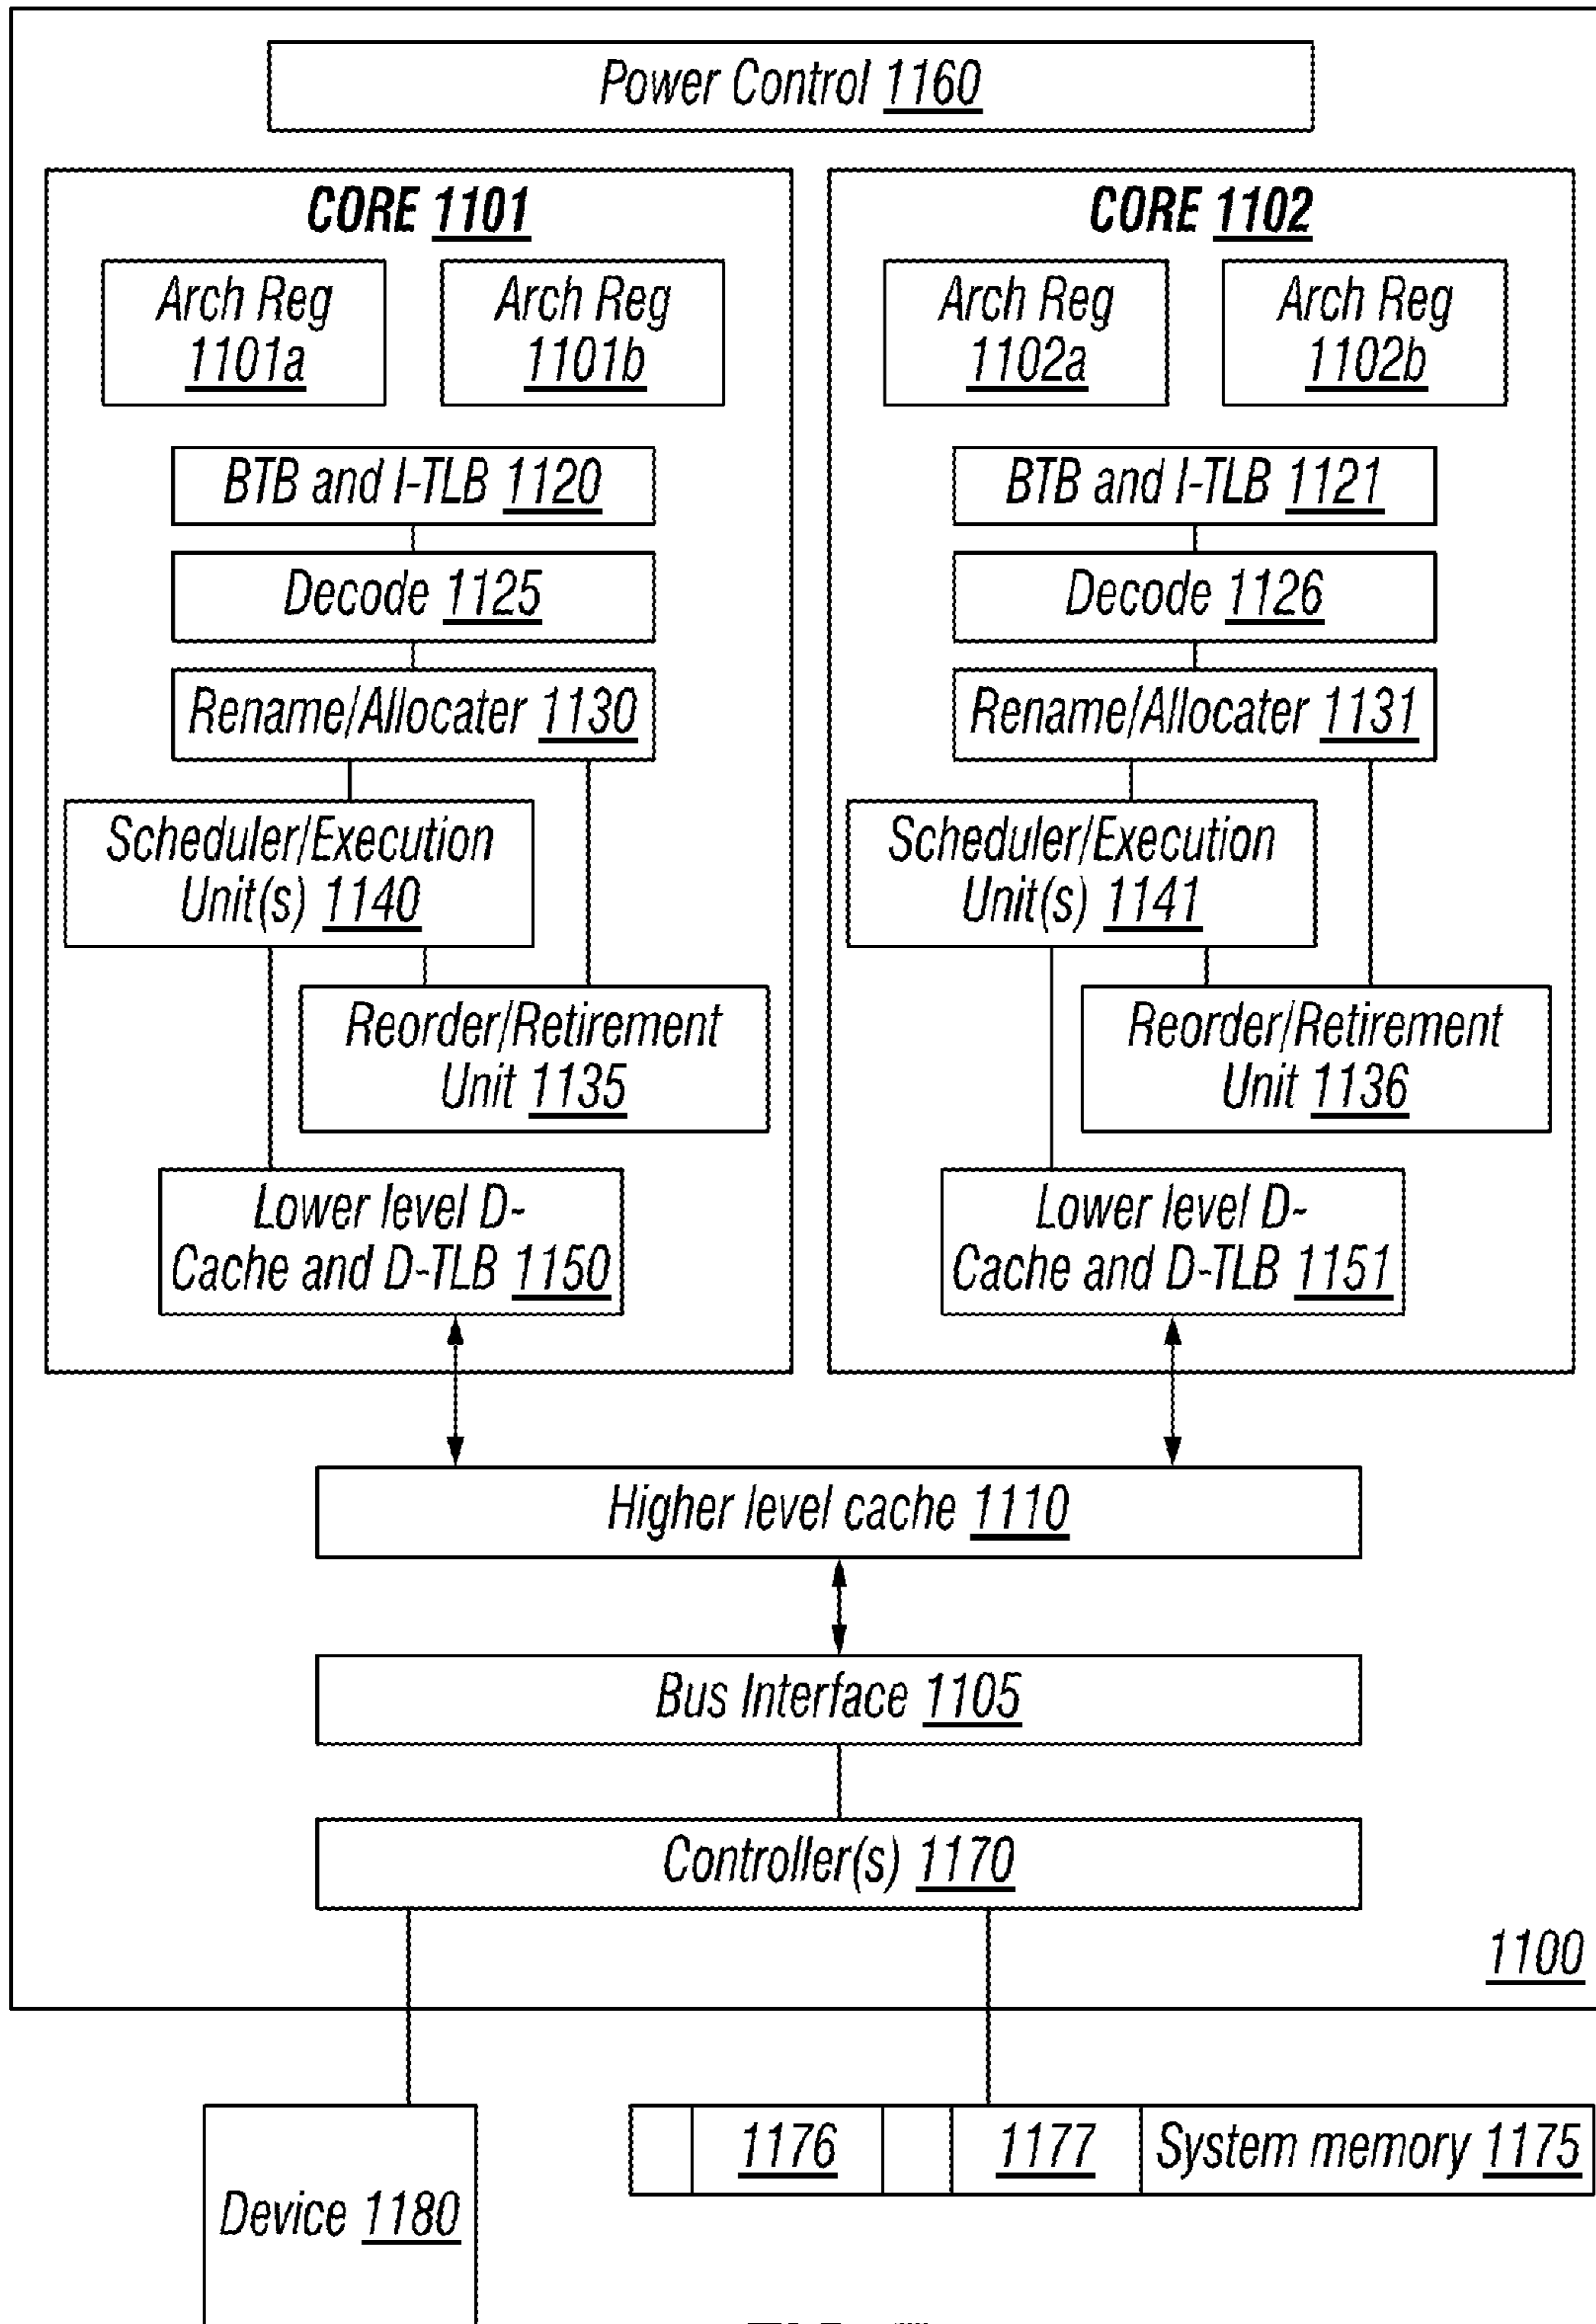 Power Control 1160
CORE 1101
Arch Reg
1101a
Arch Reg
1101b
BTB and I-TLB 1120
Decode 1125
Rename/Allocater 1130
Scheduler/Execution
Unit(s) 1140
Reorder/Retirement
Unit 1135
Lower level D-
Cache and D-TLB 1150
CORE 1102
Arch Reg
1102a
Arch Reg
1102b
BTB and I-TLB 1121
Decode 1126
Rename/Allocater 1131
Scheduler/Execution
Unit(s) 1141
Reorder/Retirement
Unit 1136
Lower level D-
Cache and D-TLB 1151
Higher level cache 1110
Bus Interface 1105
Controller(s) 1170
1100
Device 1180
1176
1177
System memory 1175